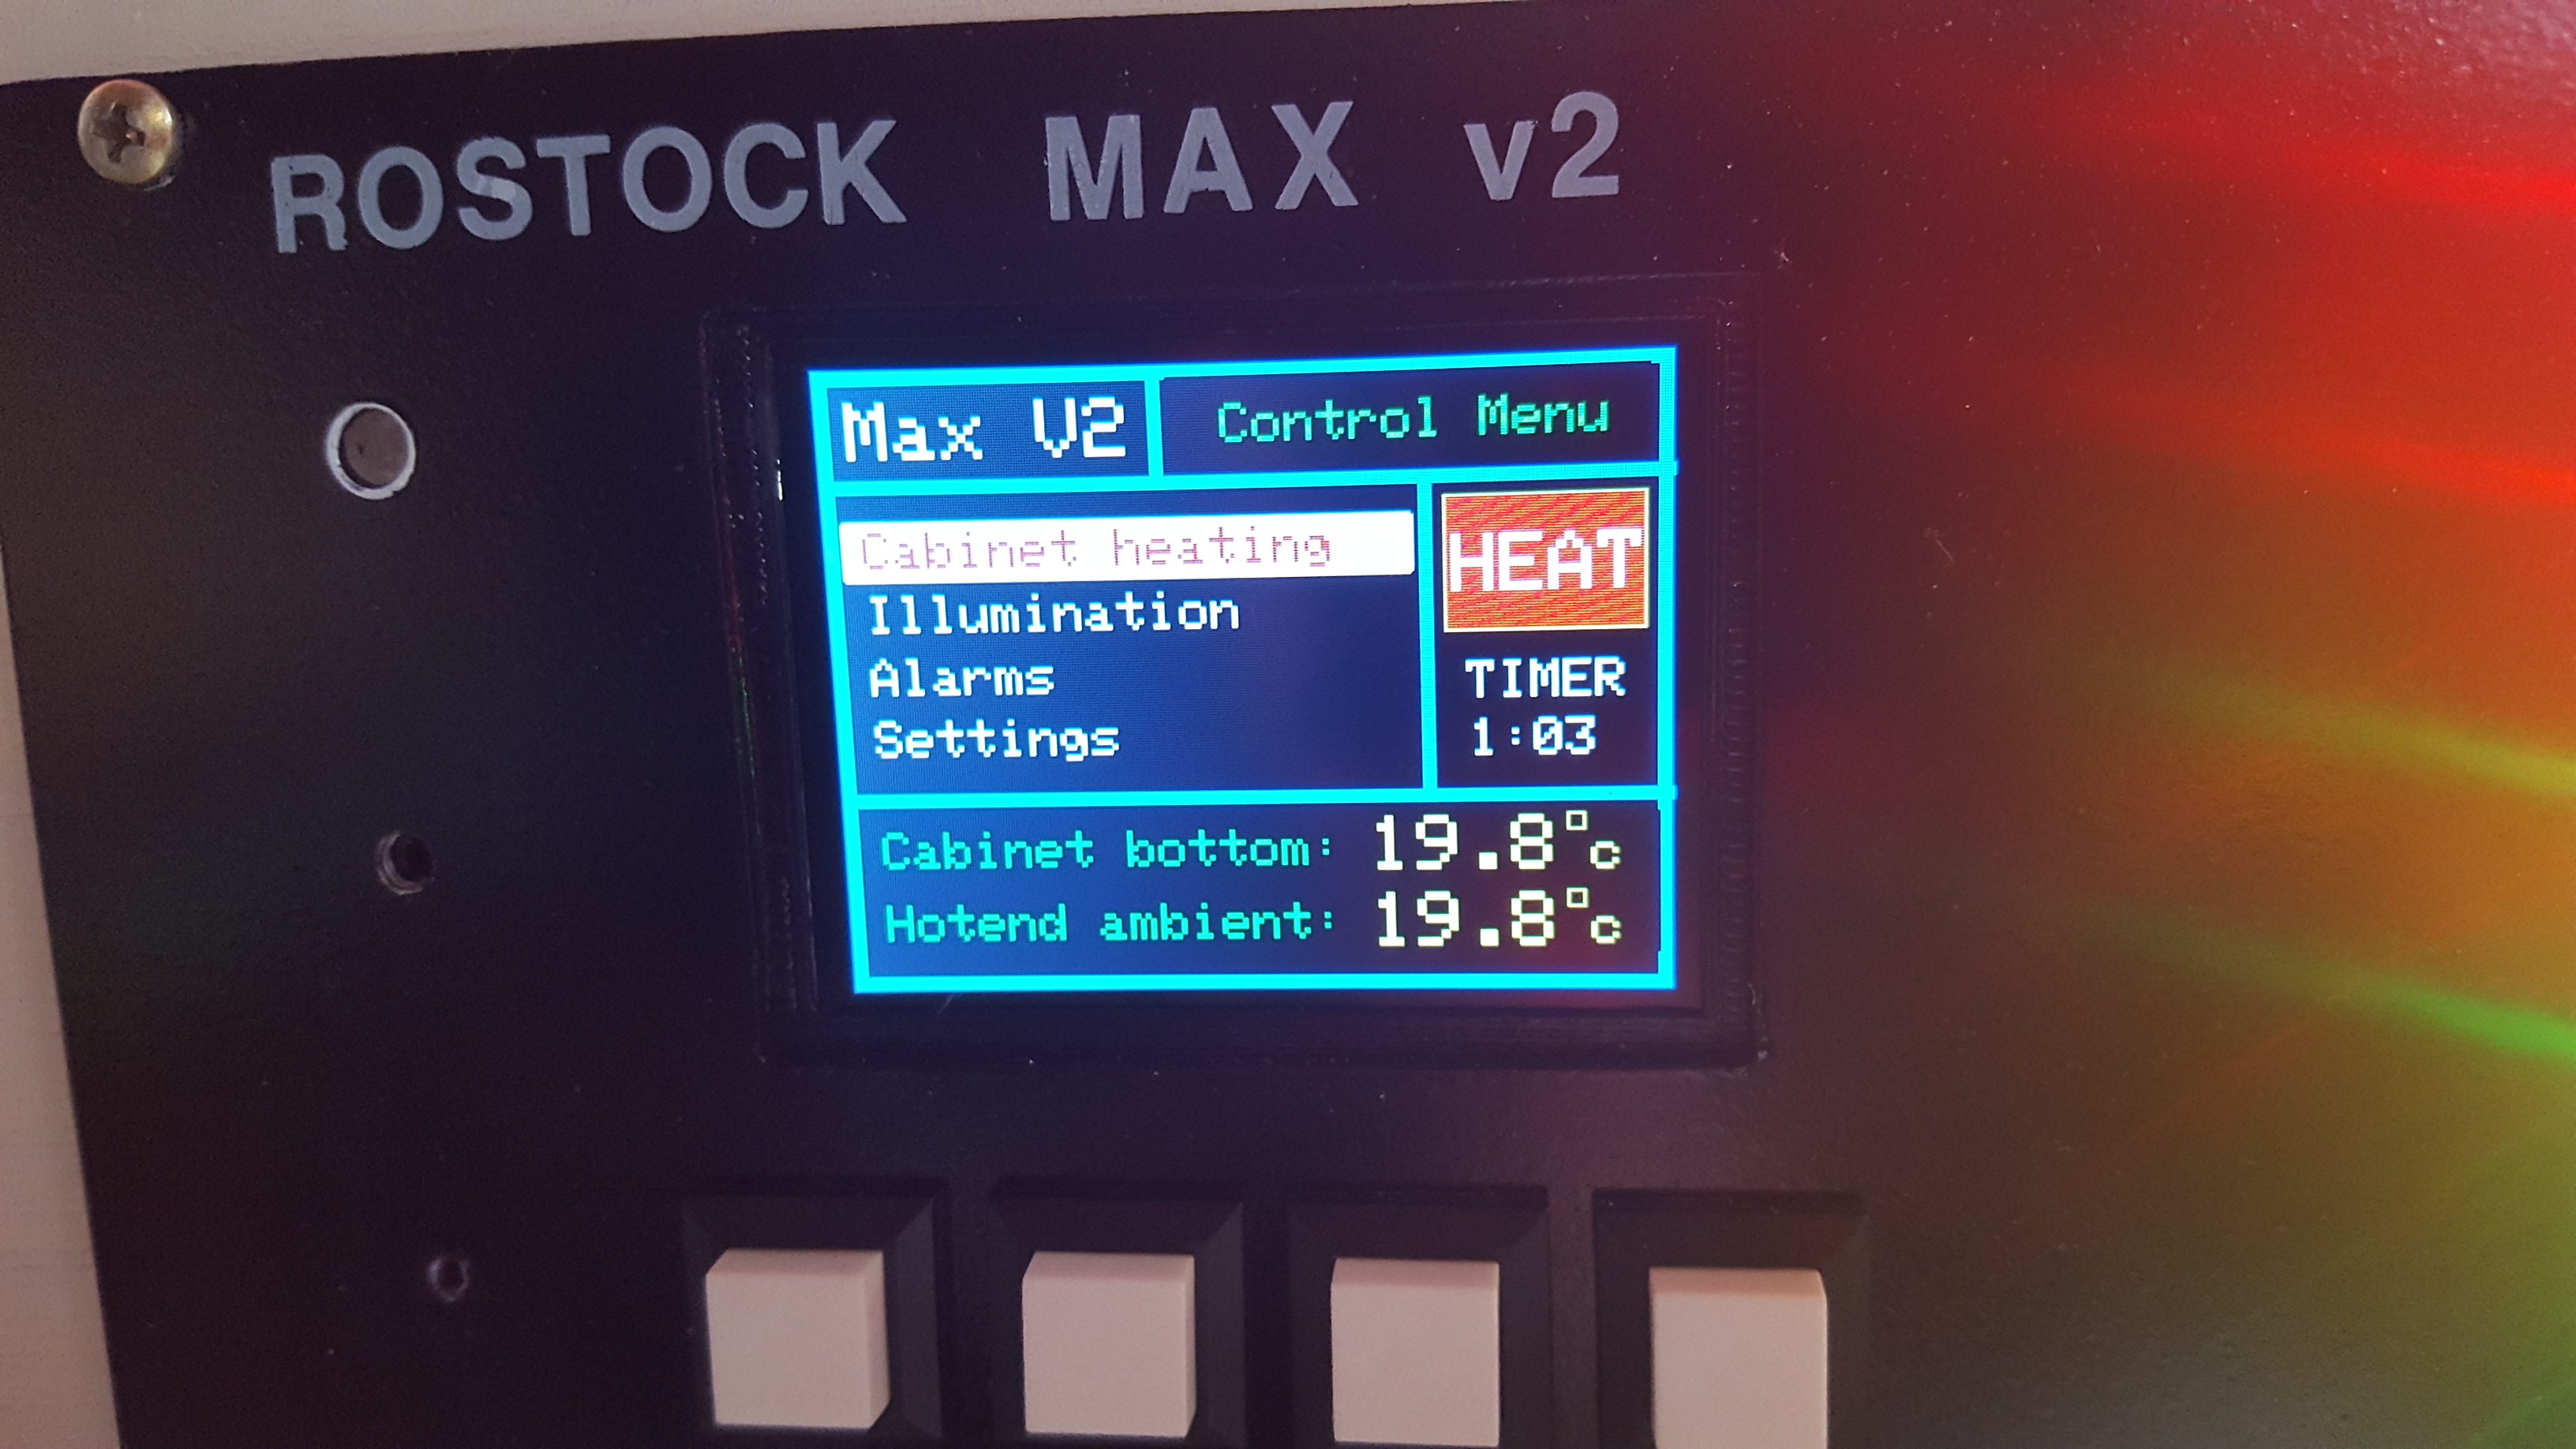 ROSTOCK MAX v2
Max V2
Control Menu
Cabinet heating
Illumination
Alarms
Settings
HEAT
TIMER
1:03
Cabinet bottom: 19.8°c
Hotend ambient: 19.8°c